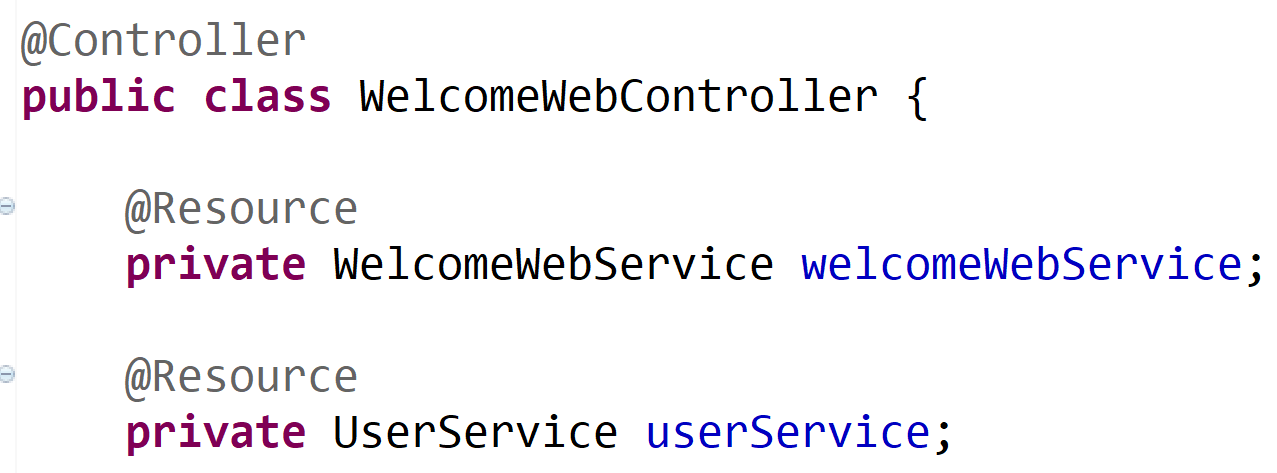 @Controller
public class WelcomeWebController {
@Resource
private WelcomeWebService welcomeWebService;
@Resource
private UserService userService;